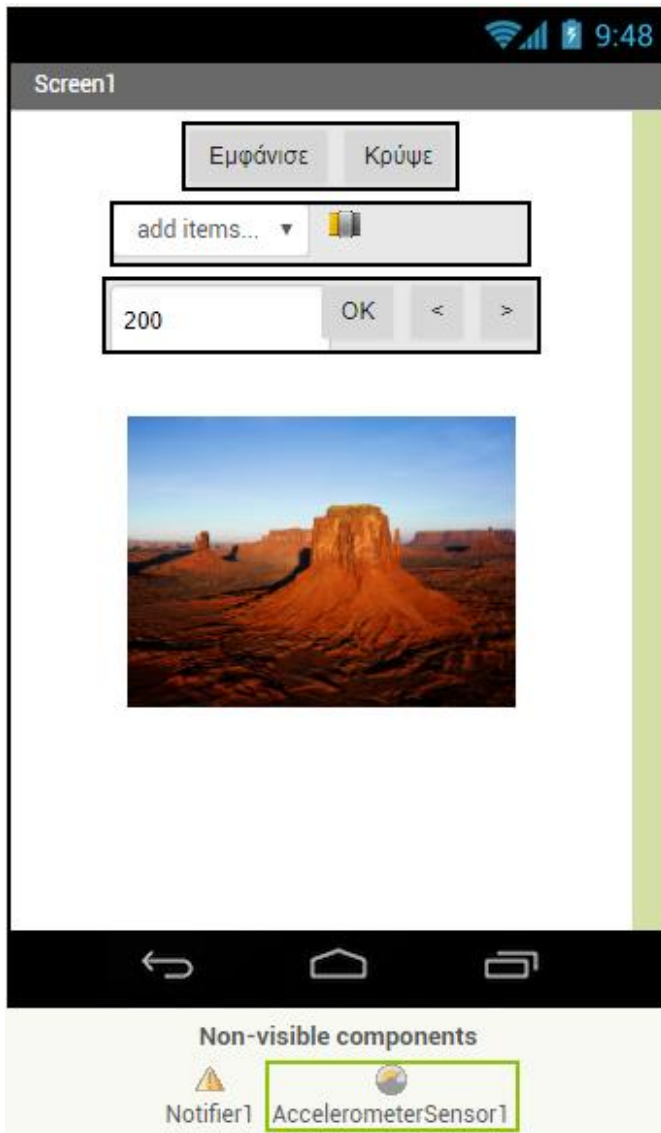 9:48
Screen1
Εμφάνισε Κρύψε
add items...
200 OK < >
Non-visible components
Notifier1 AccelerometerSensor1